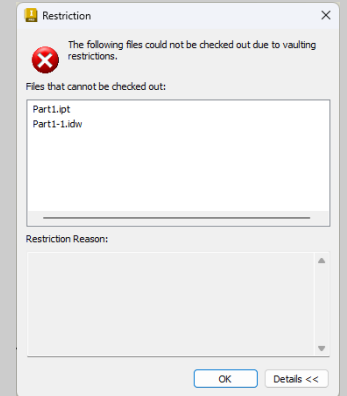 Restriction
The following files could not be checked out due to vaulting
restrictions.
Files that cannot be checked out:
Part1.ipt
Part1-1.idw
Restriction Reason:
OK
Details <<